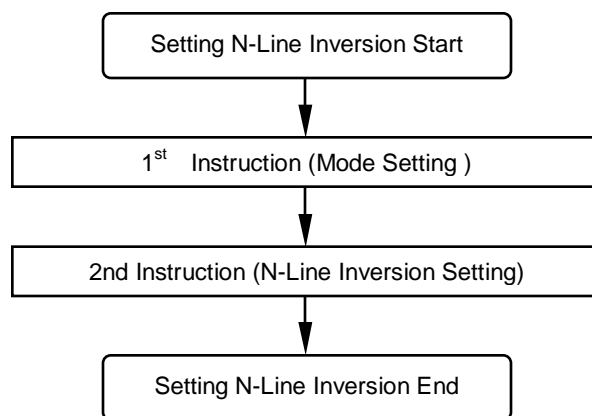 Setting N-Line Inversion Start
1st Instruction (Mode Setting )
2nd Instruction (N-Line Inversion Setting)
Setting N-Line Inversion End